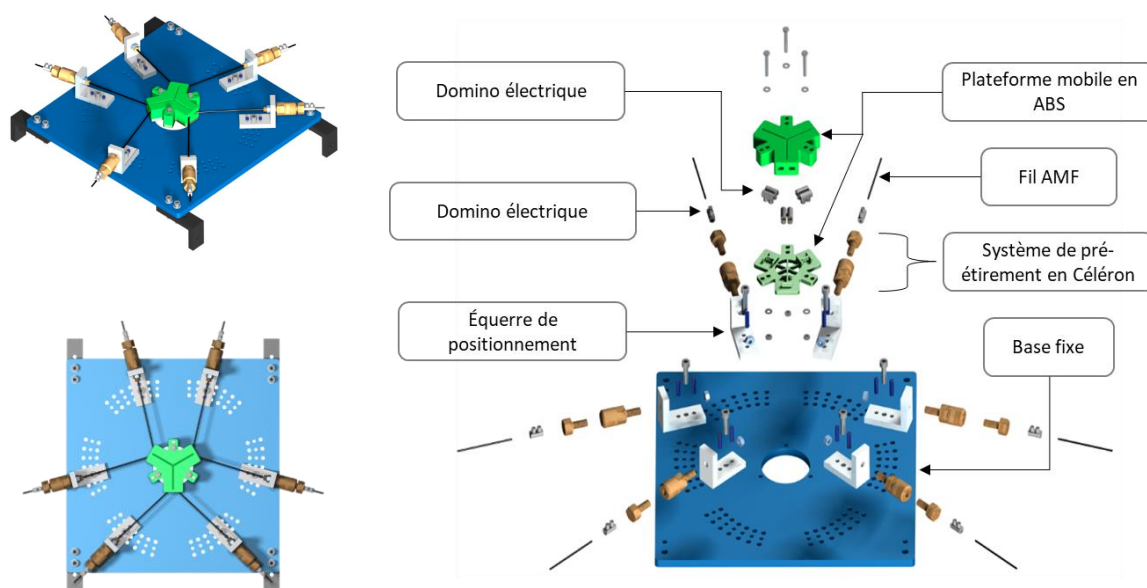 Domino électrique
Plateforme mobile en
ABS
Fil AMF
Domino électrique
Système de pré-
étirement en Céléron
Équerre de
positionnement
Base fixe